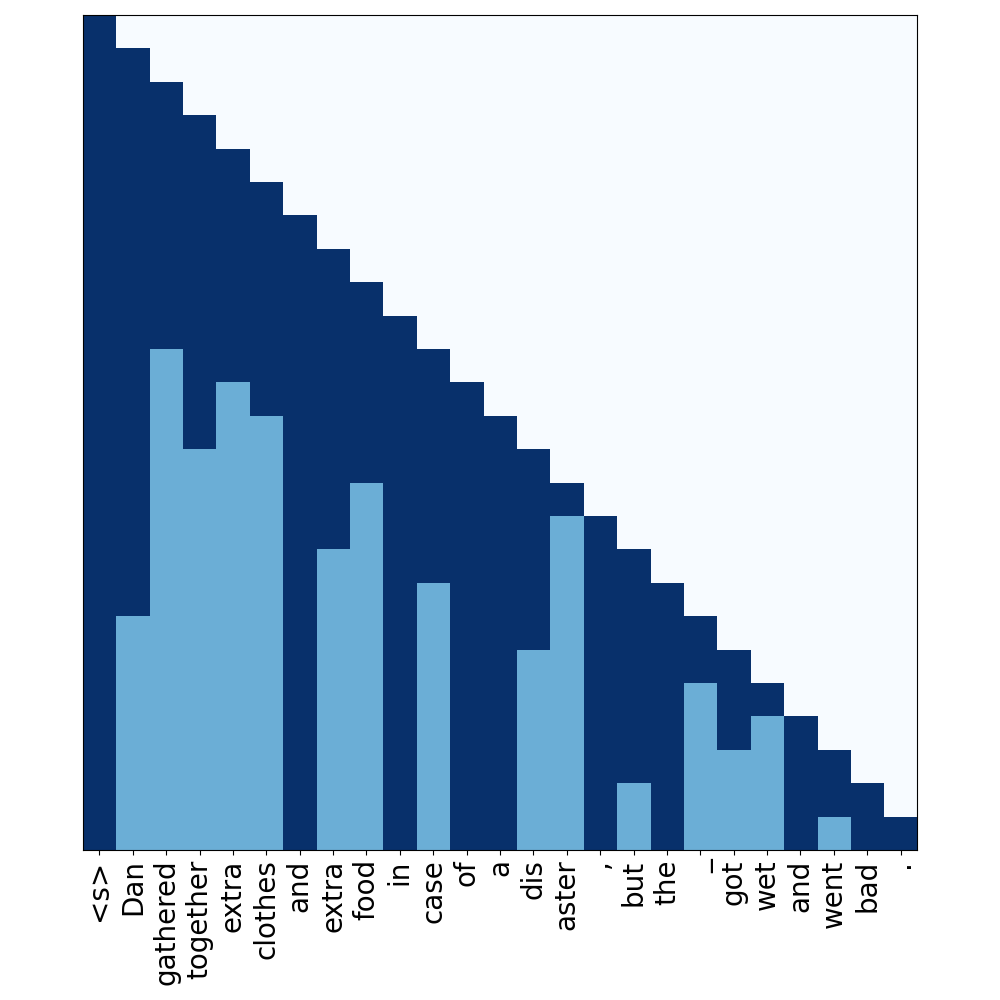 <s> Dan gathered together extra clothes and extra food in case of a dis aster , but the _ got wet and went bad .